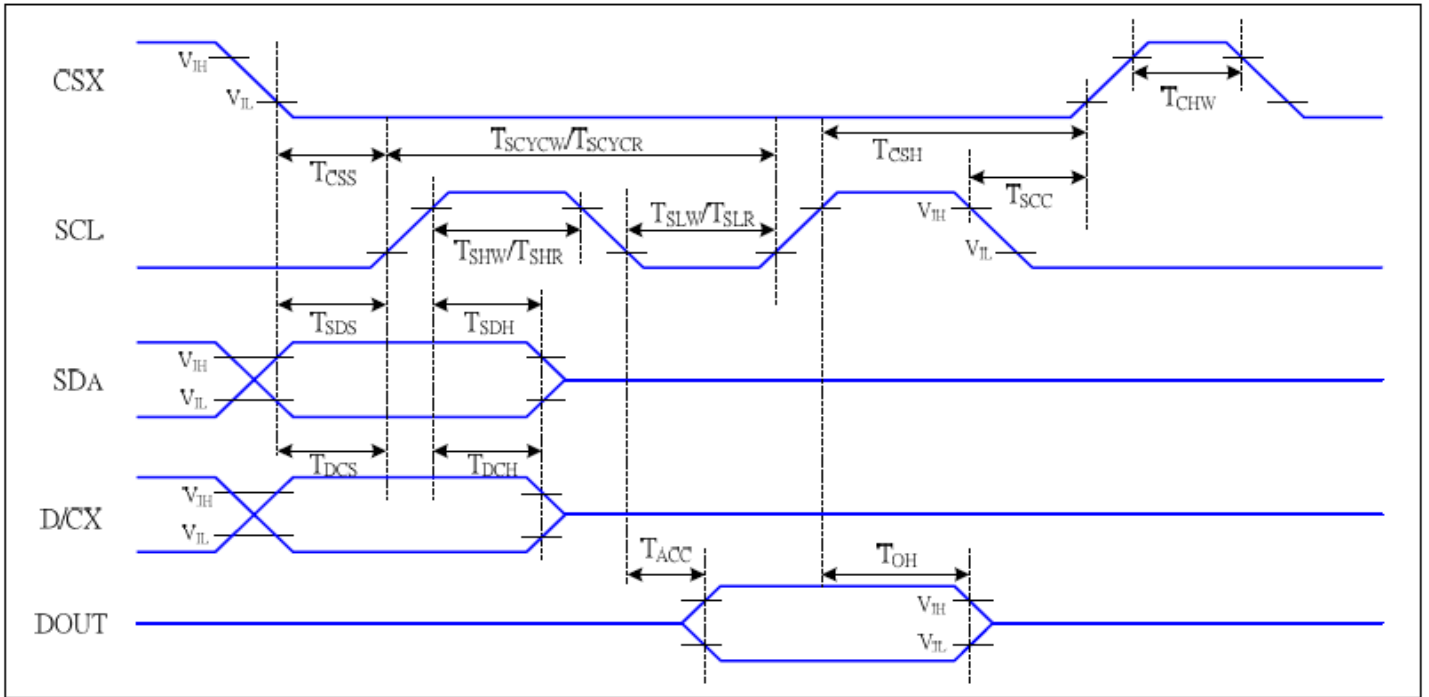 CSX
VIH
VIL
TCHW
TSCYCW/TSCYCR
TCSS
TCSH
TSCC
SCL
TSHW/TSHR
TSLW/TSLR
VIH
VIL
TSDS
TSDH
SDA
VIH
VIL
TDCS
TDCH
D/CX
VIH
VIL
TACC
TOH
DOUT
VIH
VIL